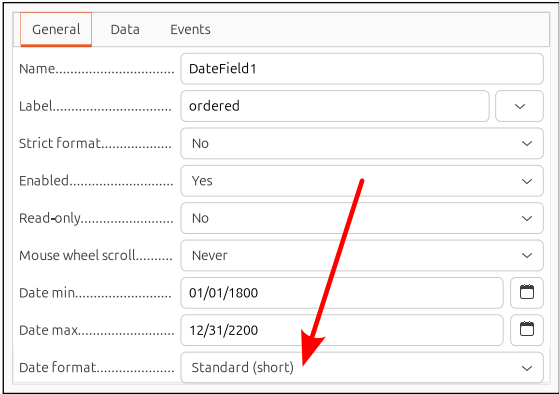 General Data Events
Name.............................. DateField1
Label.............................. ordered
Strict format.................. No
Enabled.......................... Yes
Read-only....................... No
Mouse wheel scroll.......... Never
Date min........................ 01/01/1800
Date max........................ 12/31/2200
Date format.................... Standard (short)